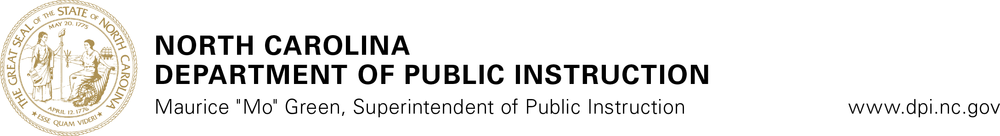 THE GREAT SEAL OF THE STATE OF NORTH CAROLINA
MAY 20. 1775
APRIL 12. 1776
★ ESSE QUAM VIDERI ★
NORTH CAROLINA
DEPARTMENT OF PUBLIC INSTRUCTION
Maurice "Mo" Green, Superintendent of Public Instruction www.dpi.nc.gov